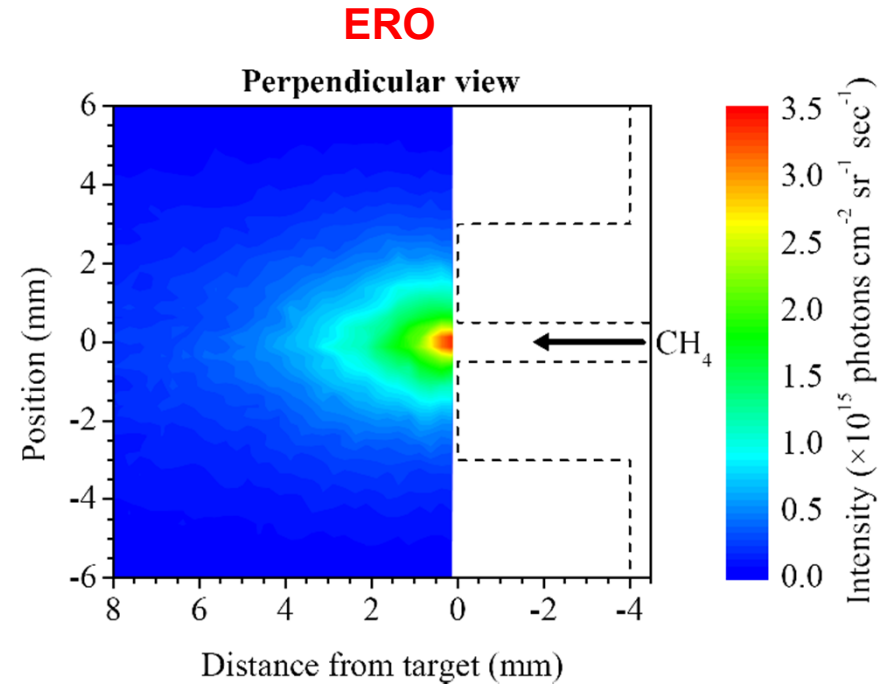 ERO
Perpendicular view
6
4
2
0
-2
-4
-6
Position (mm)
8 6 4 2 0 -2 -4
Distance from target (mm)
CH₄
3.5
3.0
2.5
2.0
1.5
1.0
0.5
0.0
Intensity (×10¹⁵ photons cm⁻² sr⁻¹ sec⁻¹)